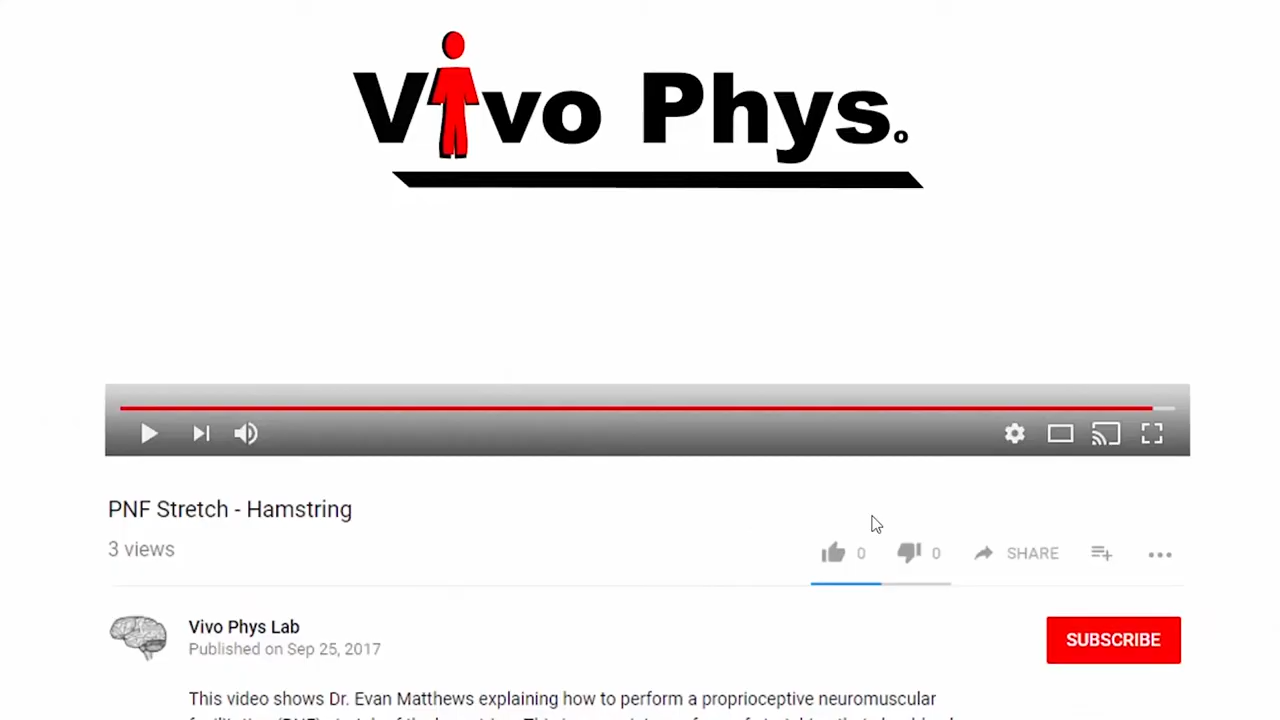 Vivo Phys.
PNF Stretch - Hamstring
3 views
0 0 SHARE
Vivo Phys Lab
Published on Sep 25, 2017
SUBSCRIBE
This video shows Dr. Evan Matthews explaining how to perform a proprioceptive neuromuscular